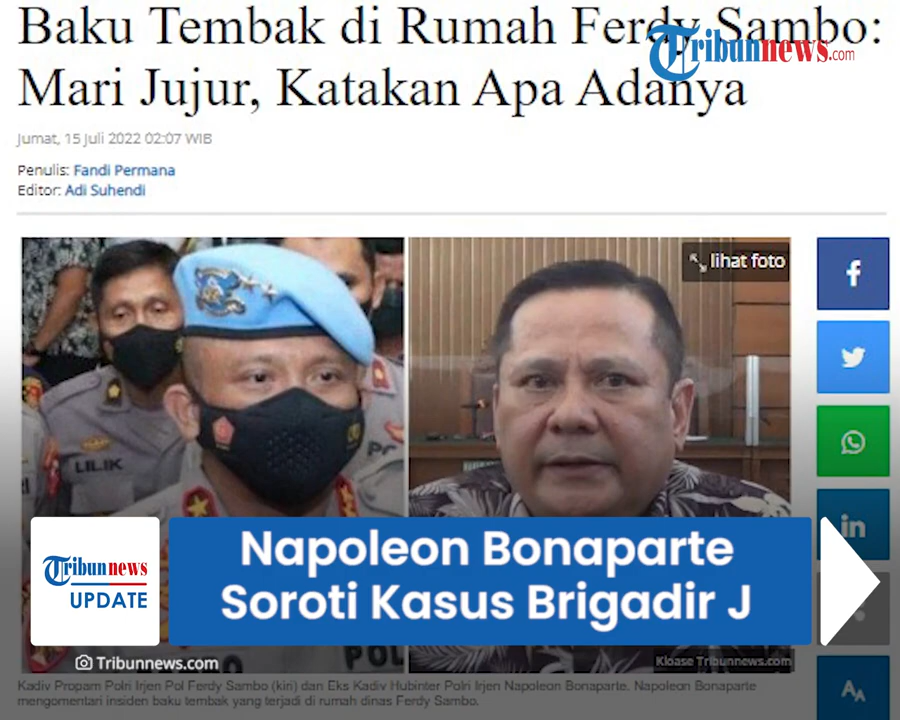 Baku Tembak di Rumah Ferdy Sambo:
Mari Jujur, Katakan Apa Adanya
Tribunnews.com
Jumat, 15 Juli 2022 02:07 WIB
Penulis: Fandi Permana
Editor: Adi Suhendi
lihat foto
LILIK
Tribunnews
UPDATE
Napoleon Bonaparte
Soroti Kasus Brigadir J
in
POL
Tribunnews.com
Kloase Tribunnews.com
AA
Kadiv Propam Polri Irjen Pol Ferdy Sambo (kiri) dan Eks Kadiv Hubinter Polri Irjen Napoleon Bonaparte. Napoleon Bonaparte
mengomentari insiden baku tembak yang terjadi di rumah dinas Ferdy Sambo.